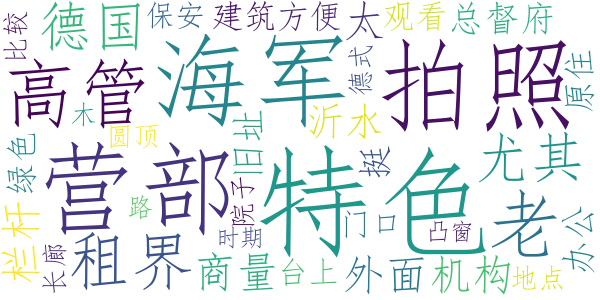 德国
保安
建筑方便
太
观看
总督府
比较
高管
海军
德式
拍照
原住
木
圆顶
沂水
绿色
营部
旧址
挺
尤其
特色
栏杆
路
院子
门口
凸窗
老
办公
长廊
租界
时期
商量
台上
外面
机构
地点